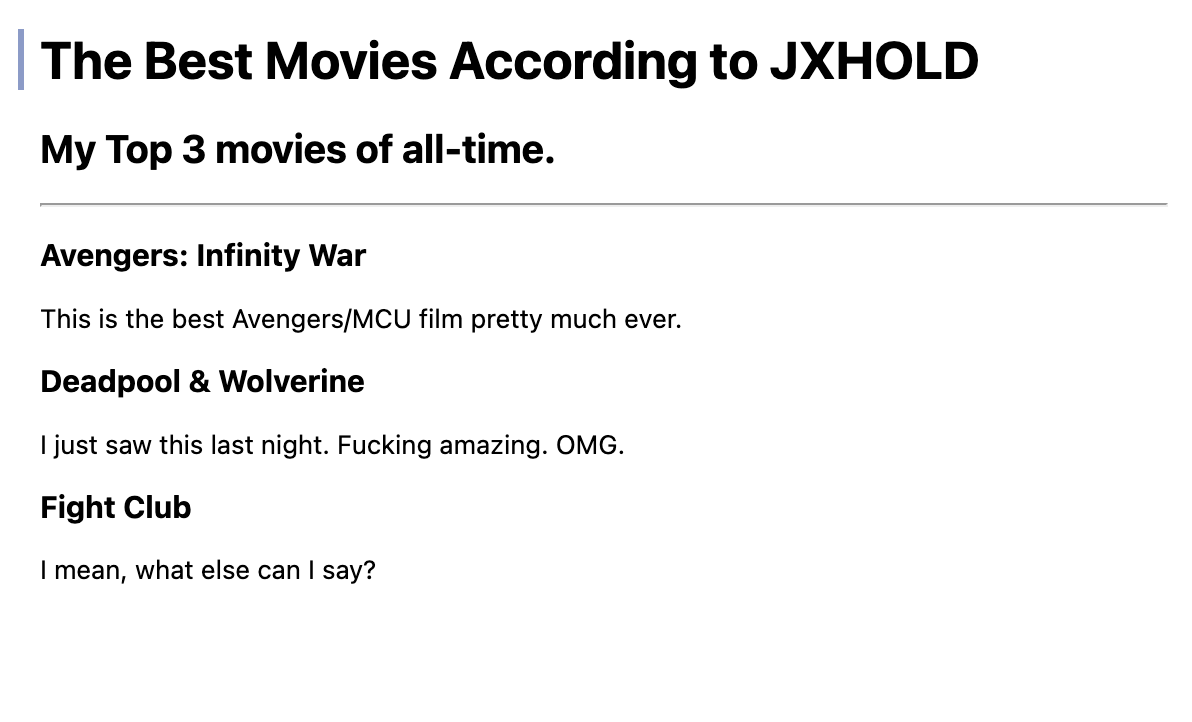 The Best Movies According to JXHOLD
My Top 3 movies of all-time.
Avengers: Infinity War
This is the best Avengers/MCU film pretty much ever.
Deadpool & Wolverine
I just saw this last night. Fucking amazing. OMG.
Fight Club
I mean, what else can I say?